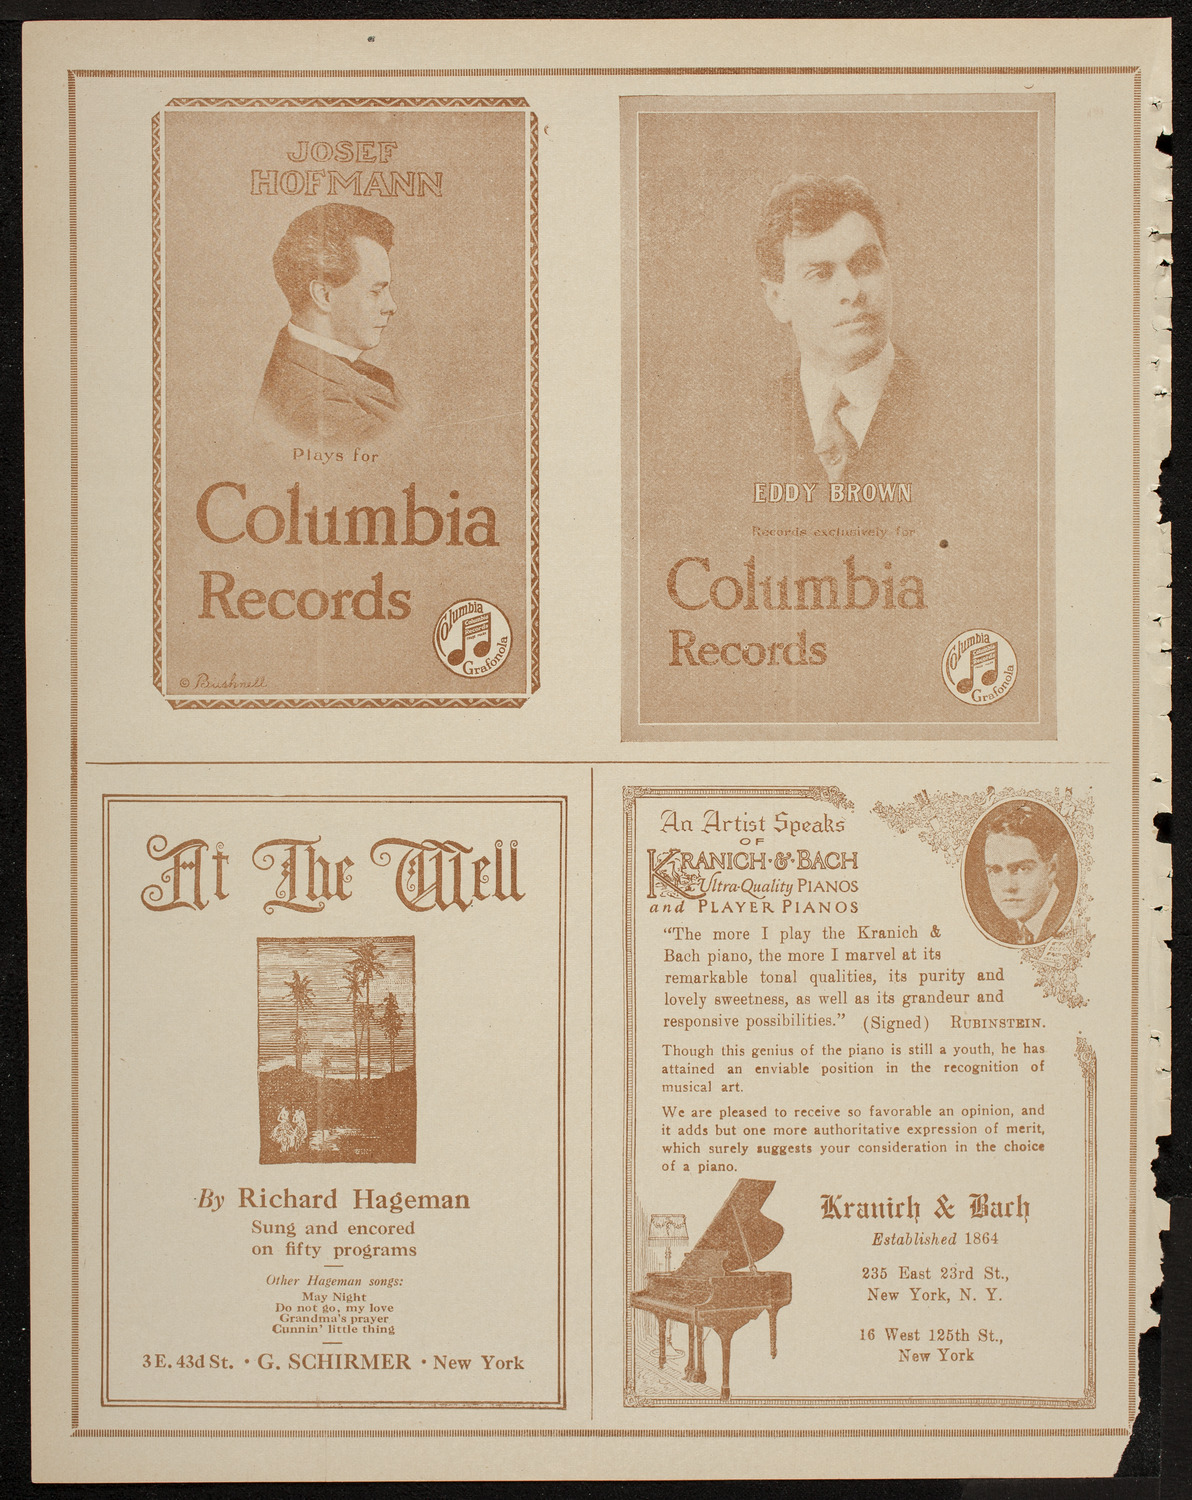 JOSEF
HOFMANN
Plays for
Columbia
Records
Columbia
Grafonola
© Bushnell
EDDY BROWN
Records exclusively for
Columbia
Records
Columbia
Grafonola
At The Well
By Richard Hageman
Sung and encored
on fifty programs
Other Hageman songs:
May Night
Do not go, my love
Grandma's prayer
Cunnin' little thing
3 E. 43d St. • G. SCHIRMER • New York
An Artist Speaks
OF
KRANICH·&·BACH
Ultra-Quality PIANOS
and PLAYER PIANOS
"The more I play the Kranich &
Bach piano, the more I marvel at its
remarkable tonal qualities, its purity and
lovely sweetness, as well as its grandeur and
responsive possibilities." (Signed) RUBINSTEIN.
Though this genius of the piano is still a youth, he has
attained an enviable position in the recognition of
musical art.
We are pleased to receive so favorable an opinion, and
it adds but one more authoritative expression of merit,
which surely suggests your consideration in the choice
of a piano.
Kranich & Bach
Established 1864
235 East 23rd St.,
New York, N. Y.
16 West 125th St.,
New York